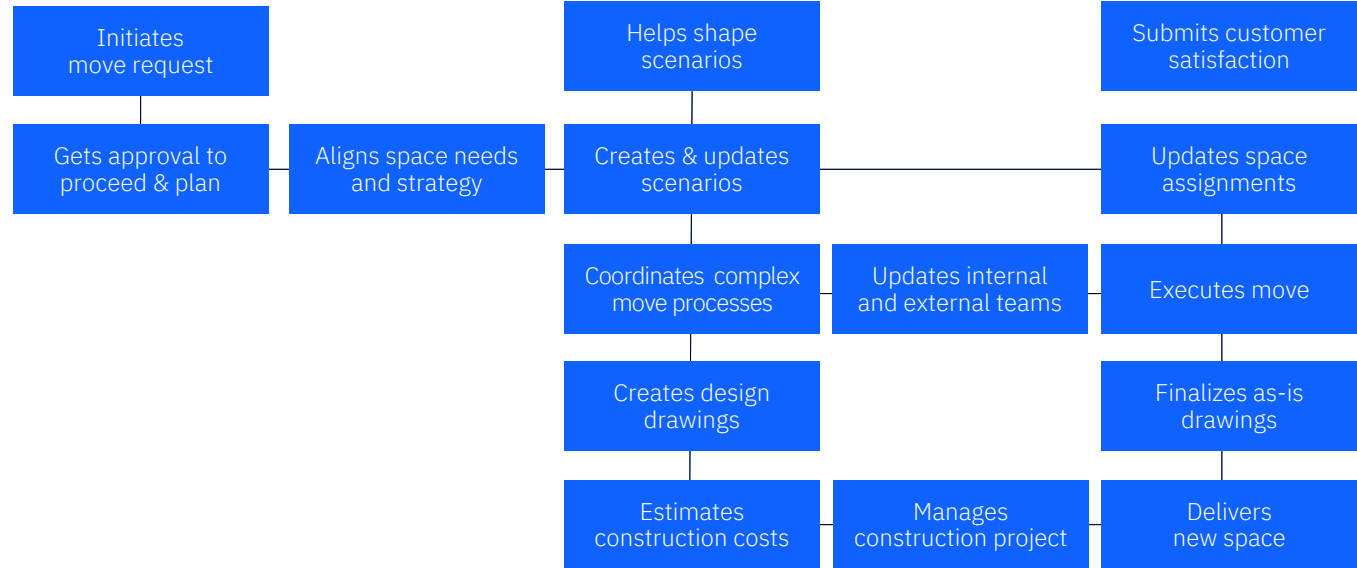 Initiates
move request
Helps shape
scenarios
Submits customer
satisfaction
Gets approval to
proceed & plan
Aligns space needs
and strategy
Creates & updates
scenarios
Updates space
assignments
Coordinates complex
move processes
Updates internal
and external teams
Executes move
Creates design
drawings
Finalizes as-is
drawings
Estimates
construction costs
Manages
construction project
Delivers
new space